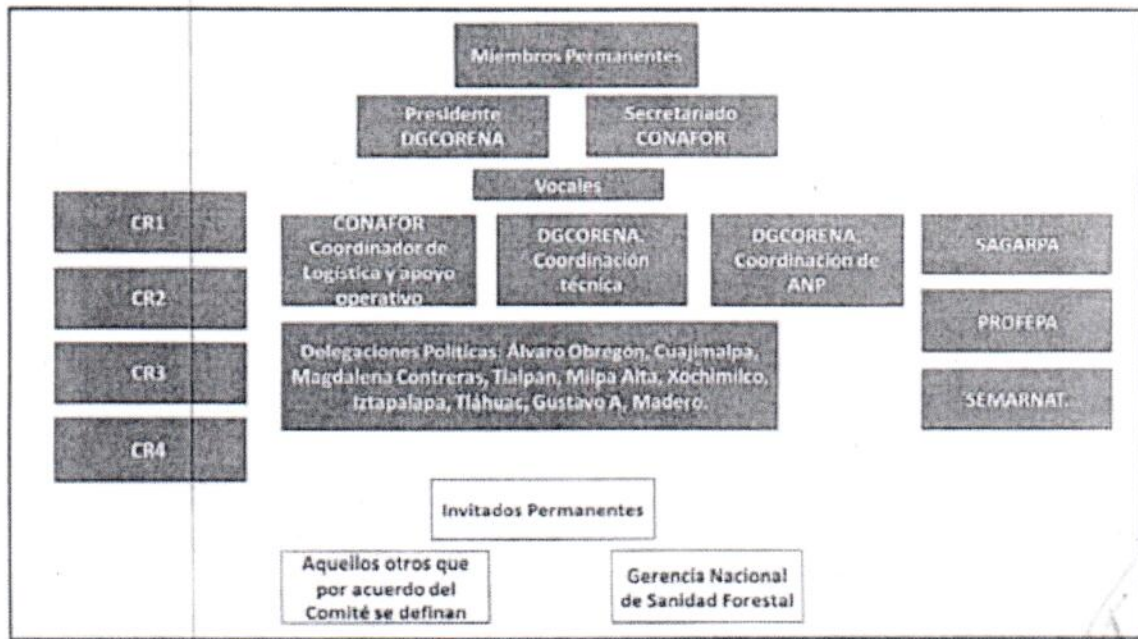 Miembros Permanentes
Presidente
DGCORENA
Secretariado
CONAFOR
Vocales
CR1
CR2
CR3
CR4
CONAFOR
Coordinador de
Logística y apoyo
operativo
DGCORENA.
Coordinación
técnica
DGCORENA.
Coordinación de
ANP
SAGARPA
PROFEPA
SEMARNAT.
Delegaciones Políticas: Álvaro Obregón, Cuajimalpa,
Magdalena Contreras, Tlalpan, Milpa Alta, Xochimilco,
Iztapalapa, Tláhuac, Gustavo A, Madero.
Invitados Permanentes
Aquellos otros que
por acuerdo del
Comité se definan
Gerencia Nacional
de Sanidad Forestal